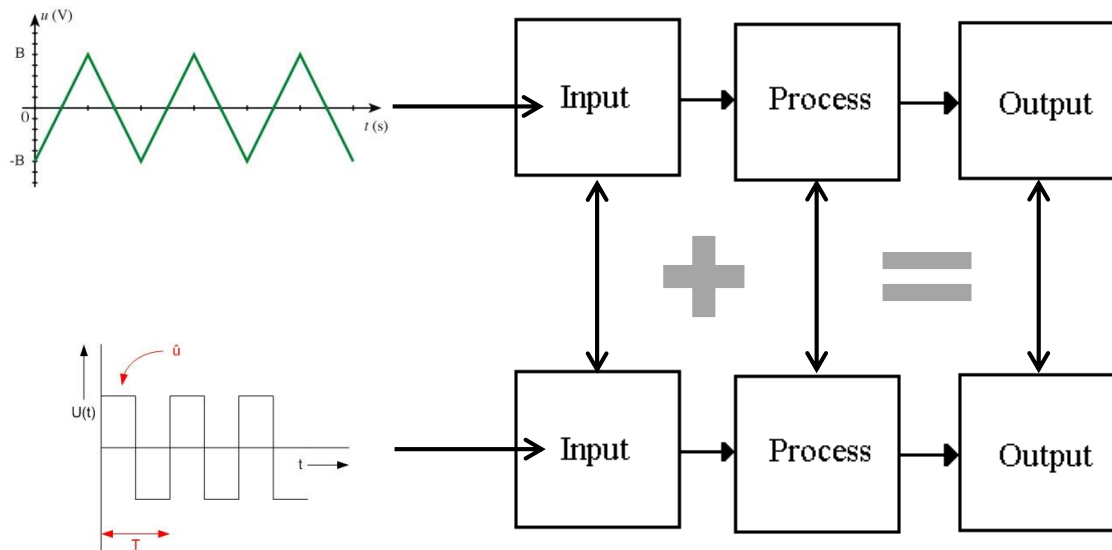 u (V)
B
0
-B
t (s)
Input
Process
Output
û
U(t)
t
T
Input
Process
Output